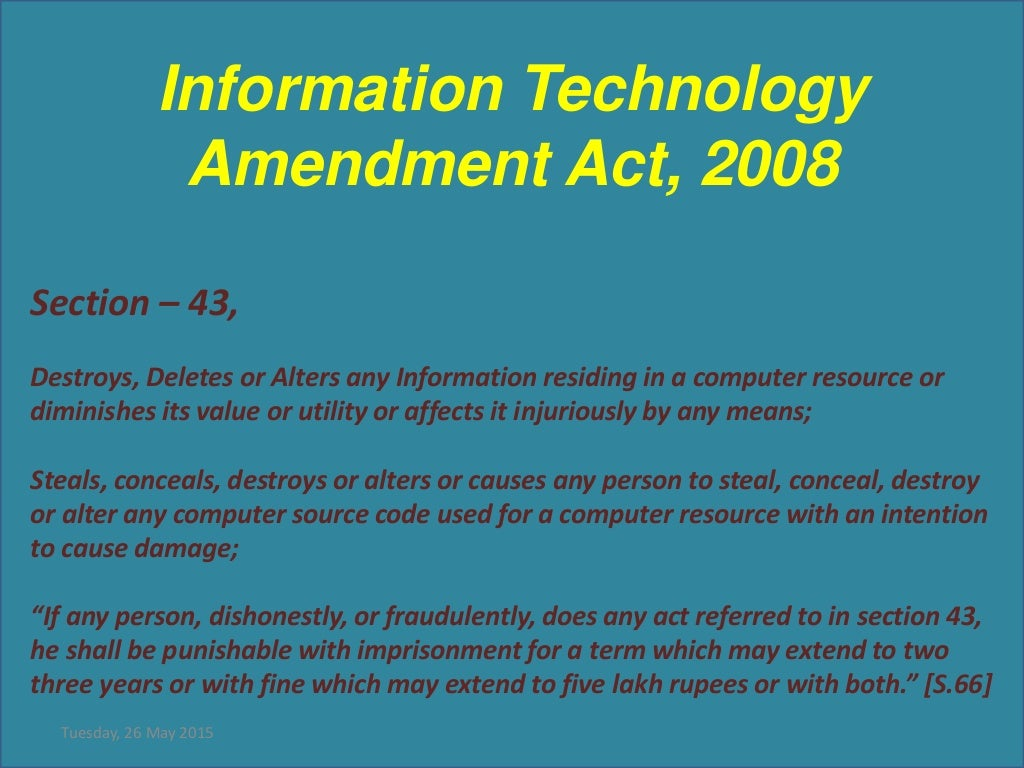 Information Technology
Amendment Act, 2008
Section – 43,
Destroys, Deletes or Alters any Information residing in a computer resource or
diminishes its value or utility or affects it injuriously by any means;
Steals, conceals, destroys or alters or causes any person to steal, conceal, destroy
or alter any computer source code used for a computer resource with an intention
to cause damage;
“If any person, dishonestly, or fraudulently, does any act referred to in section 43,
he shall be punishable with imprisonment for a term which may extend to two
three years or with fine which may extend to five lakh rupees or with both.” [S.66]
Tuesday, 26 May 2015